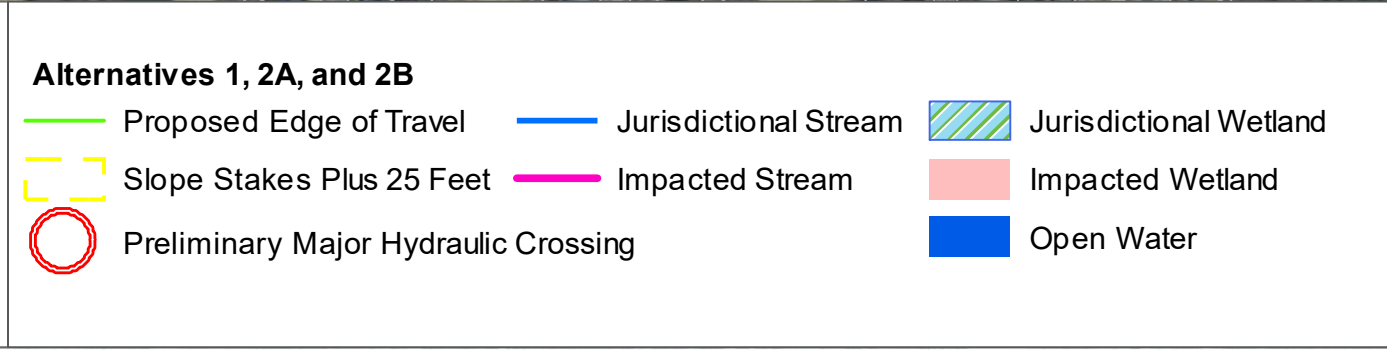 Alternatives 1, 2A, and 2B
Proposed Edge of Travel
Jurisdictional Stream
Jurisdictional Wetland
Slope Stakes Plus 25 Feet
Impacted Stream
Impacted Wetland
Preliminary Major Hydraulic Crossing
Open Water